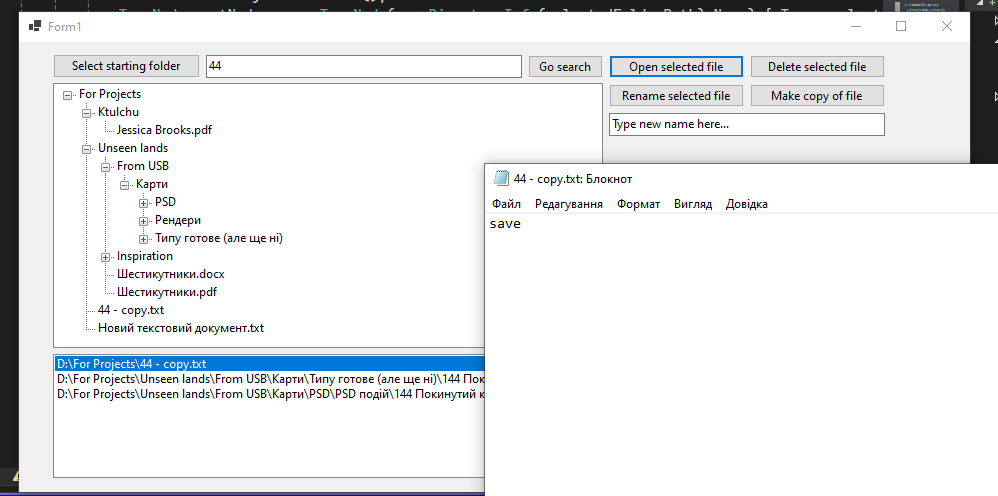 Form1
Select starting folder
44
Go search
Open selected file
Delete selected file
Rename selected file
Make copy of file
Type new name here...
For Projects
Ktulchu
Jessica Brooks.pdf
Unseen lands
From USB
Карти
PSD
Рендери
Типу готове (але ще ні)
Inspiration
Шестикутники.docx
Шестикутники.pdf
44 - copy.txt
Новий текстовий документ.txt
D:\For Projects\44 - copy.txt
D:\For Projects\Unseen lands\From USB\Карти\Типу готове (але ще ні)\144 Пок
D:\For Projects\Unseen lands\From USB\Карти\PSD\PSD подій\144 Покинутий к
44 - copy.txt: Блокнот
Файл Редагування Формат Вигляд Довідка
save